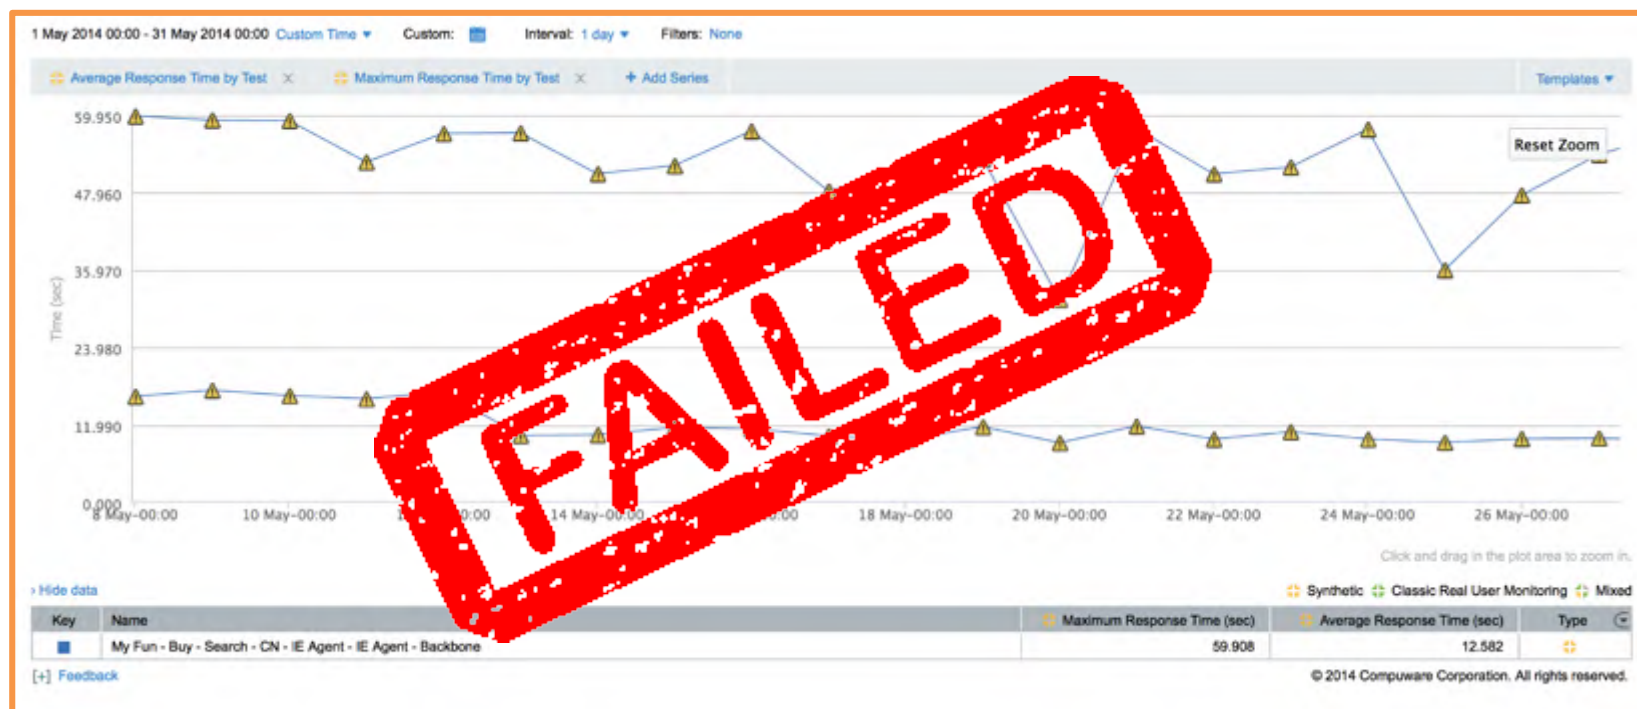 1 May 2014 00:00 - 31 May 2014 00:00 Custom Time Custom: Interval: 1 day Filters: None
Average Response Time by Test × Maximum Response Time by Test × + Add Series Templates
59.950
Reset Zoom
47.960
35.970
Time (sec)
23.980
11.990
0.000
8 May-00:00 10 May-00:00 14 May-00:00 18 May-00:00 20 May-00:00 22 May-00:00 24 May-00:00 26 May-00:00
FAILED
Click and drag in the plot area to zoom in.
› Hide data Synthetic Classic Real User Monitoring Mixed
Key Name Maximum Response Time (sec) Average Response Time (sec) Type
My Fun - Buy - Search - CN - IE Agent - IE Agent - Backbone 59.908 12.582
[+] Feedback © 2014 Compuware Corporation. All rights reserved.